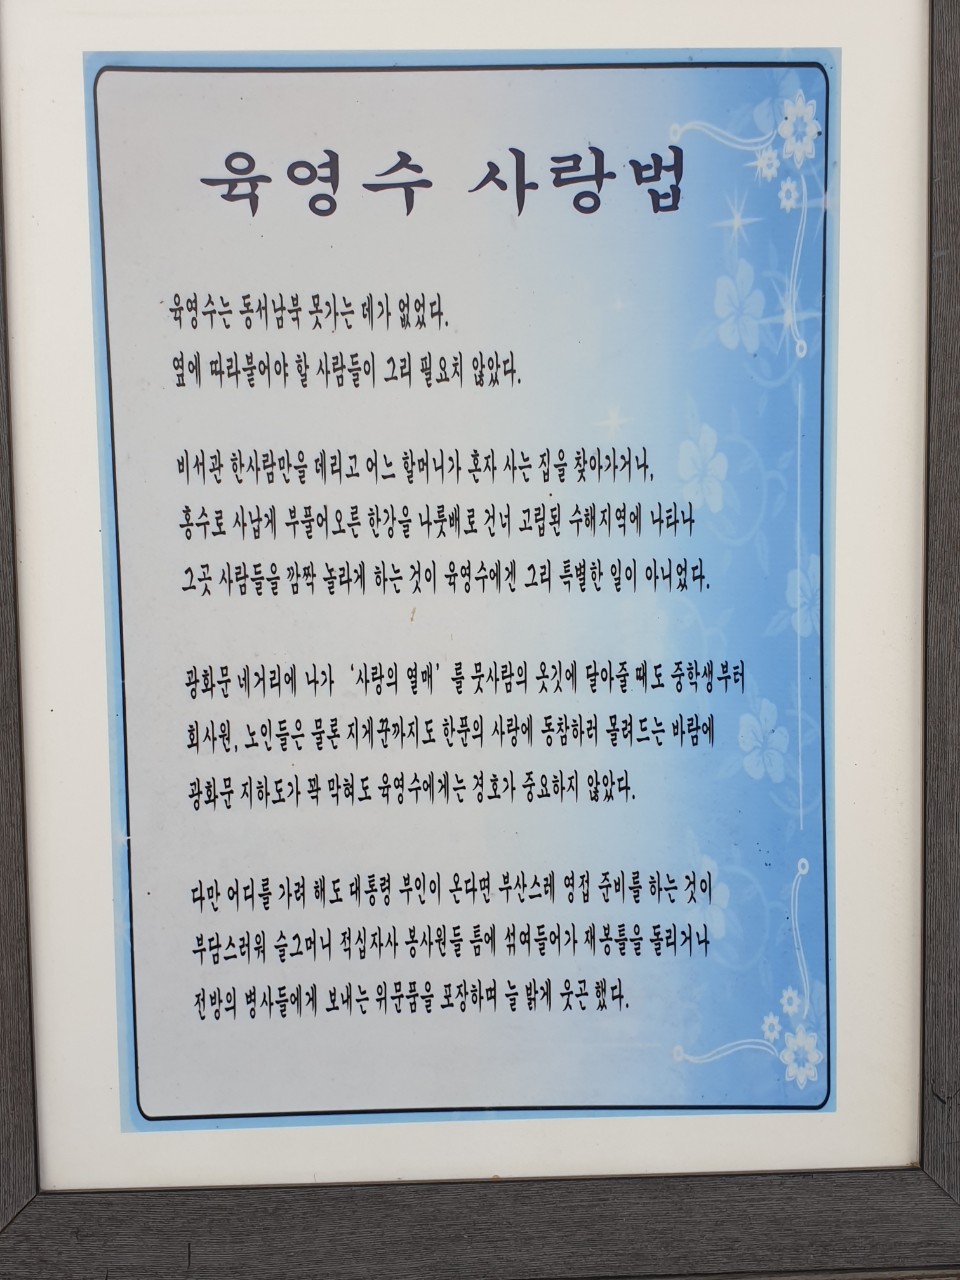 육영수 사랑법
육영수는 동서남북 못가는 데가 없었다.
옆에 따라붙어야 할 사람들이 그리 필요치 않았다.
비서관 한사람만을 데리고 어느 할머니가 혼자 사는 집을 찾아가거나,
홍수로 사납게 부풀어오른 한강을 나룻배로 건너 고립된 수해지역에 나타나
그곳 사람들을 깜짝 놀라게 하는 것이 육영수에겐 그리 특별한 일이 아니었다.
광화문 네거리에 나가 '사랑의 열매' 를 뭇사람의 옷깃에 달아줄 때도 중학생부터
회사원, 노인들은 물론 지게꾼까지도 한푼의 사랑에 동참하러 몰려드는 바람에
광화문 지하도가 꽉 막혀도 육영수에게는 경호가 중요하지 않았다.
다만 어디를 가려 해도 대통령 부인이 온다면 부산스레 영접 준비를 하는 것이
부담스러워 슬그머니 적십자사 봉사원들 틈에 섞여들어가 재봉틀을 돌리거나
전방의 병사들에게 보내는 위문품을 포장하며 늘 밝게 웃곤 했다.